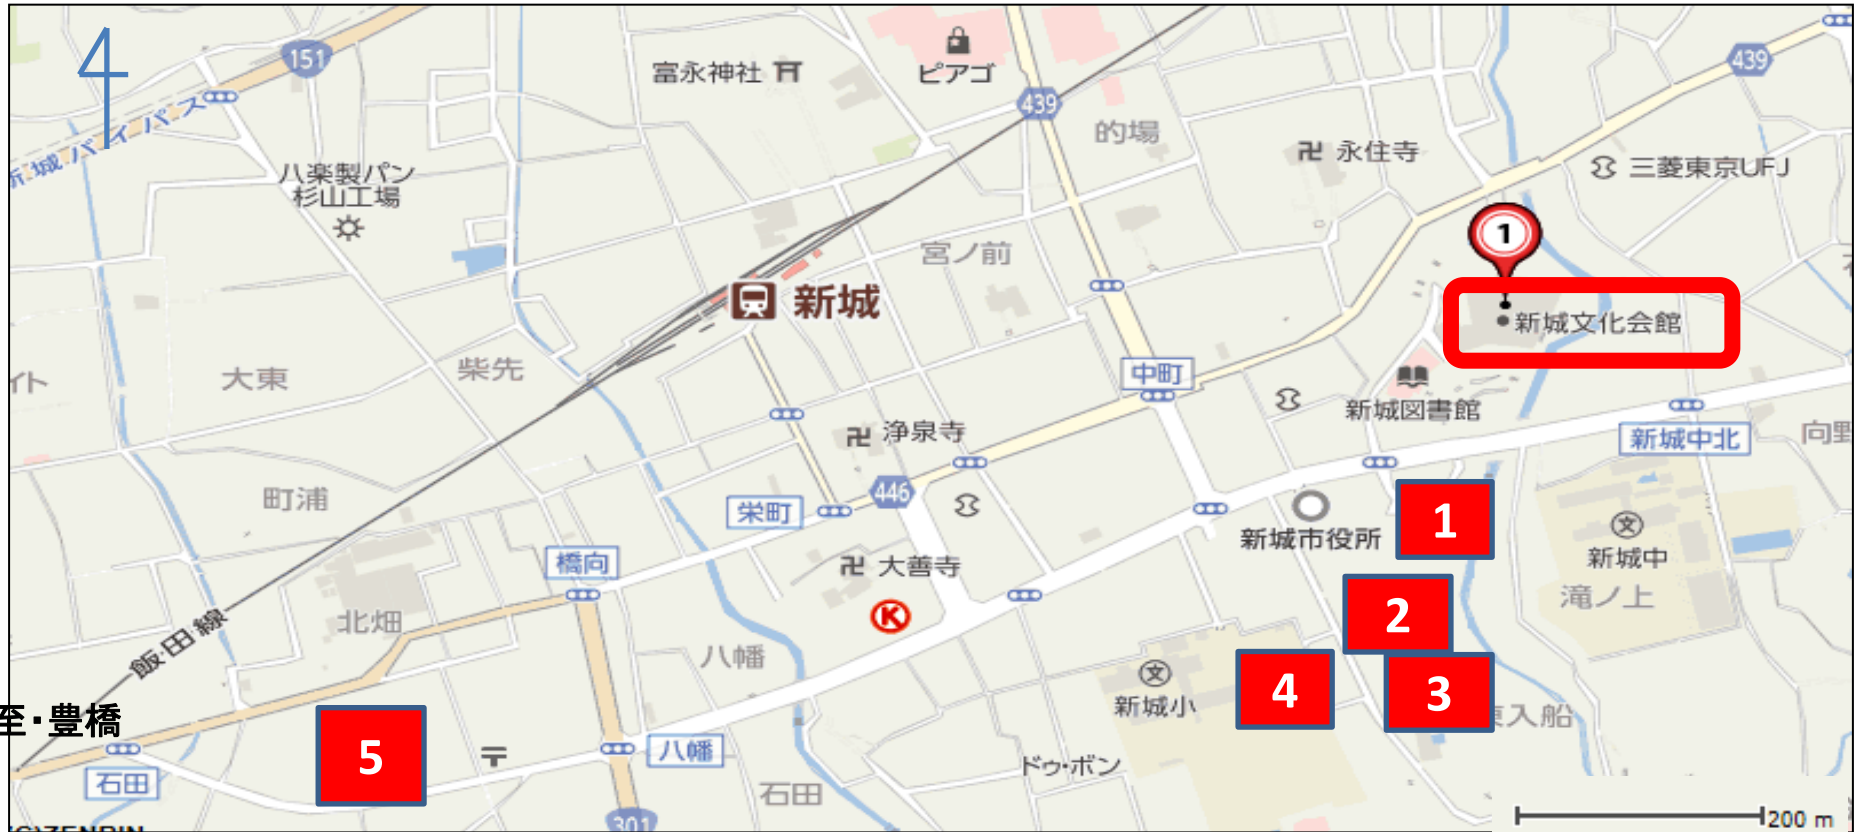 151
新城バイパス
富永神社
ピアゴ
439
439
的場
永住寺
三菱東京UFJ
八楽製パン
杉山工場
1
宮ノ前
新城
新城文化会館
イト
大東
柴先
中町
新城図書館
浄泉寺
新城中北
向野
町浦
446
栄町
新城市役所
1
新城中
橋向
大善寺
滝ノ上
K
2
北畑
飯田線
八幡
4
3
新城小
東入船
至・豊橋
5
八幡
石田
石田
ドゥ・ボン
301
200 m
(C)ZENRIN